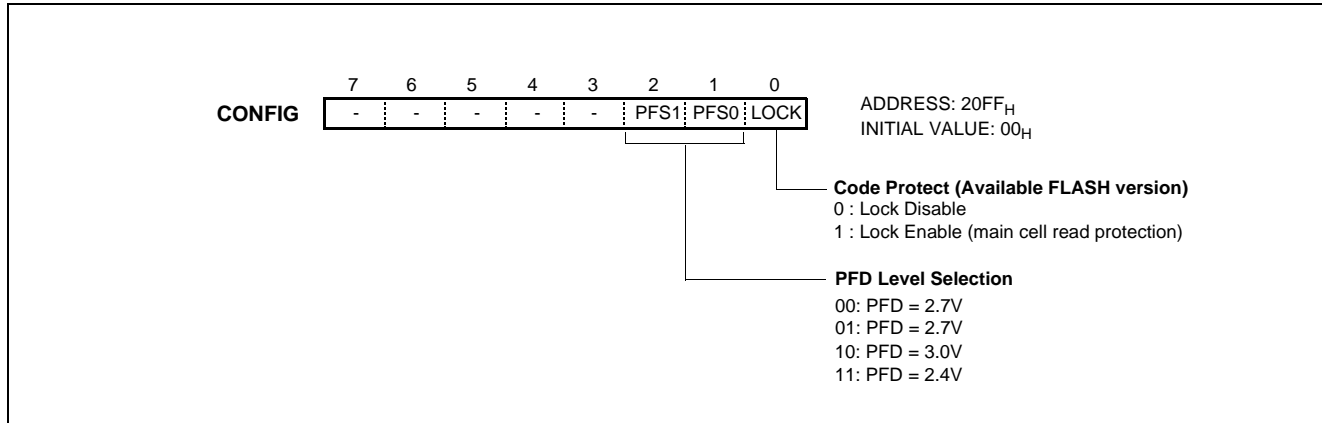 7 6 5 4 3 2 1 0
CONFIG - - - - - PFS1 PFS0 LOCK
ADDRESS: 20FFH
INITIAL VALUE: 00H
Code Protect (Available FLASH version)
0 : Lock Disable
1 : Lock Enable (main cell read protection)
PFD Level Selection
00: PFD = 2.7V
01: PFD = 2.7V
10: PFD = 3.0V
11: PFD = 2.4V